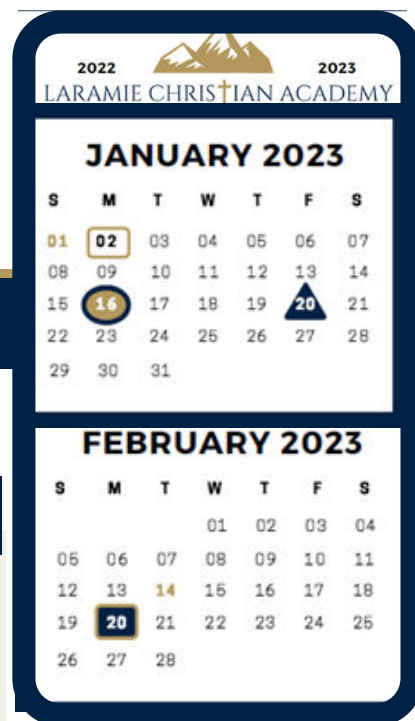 2022 2023
LARAMIE CHRISTIAN ACADEMY
JANUARY 2023
S M T W T F S
01 02 03 04 05 06 07
08 09 10 11 12 13 14
15 16 17 18 19 20 21
22 23 24 25 26 27 28
29 30 31
FEBRUARY 2023
S M T W T F S
01 02 03 04
05 06 07 08 09 10 11
12 13 14 15 16 17 18
19 20 21 22 23 24 25
26 27 28